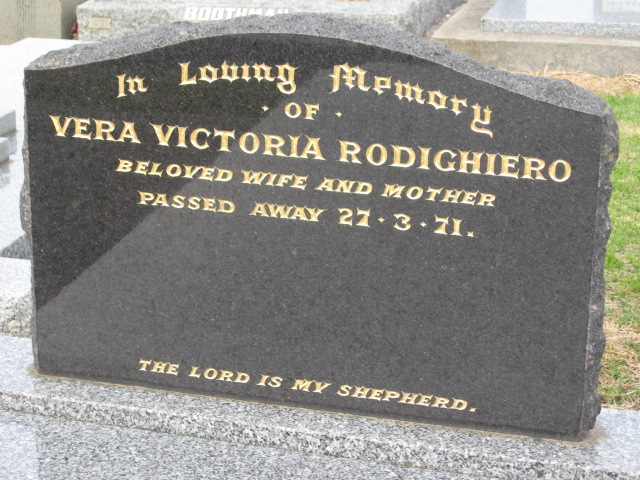 BOOTHMAN
In Loving Memory
· OF ·
VERA VICTORIA RODIGHIERO
BELOVED WIFE AND MOTHER
PASSED AWAY 27·3·71.
THE LORD IS MY SHEPHERD.